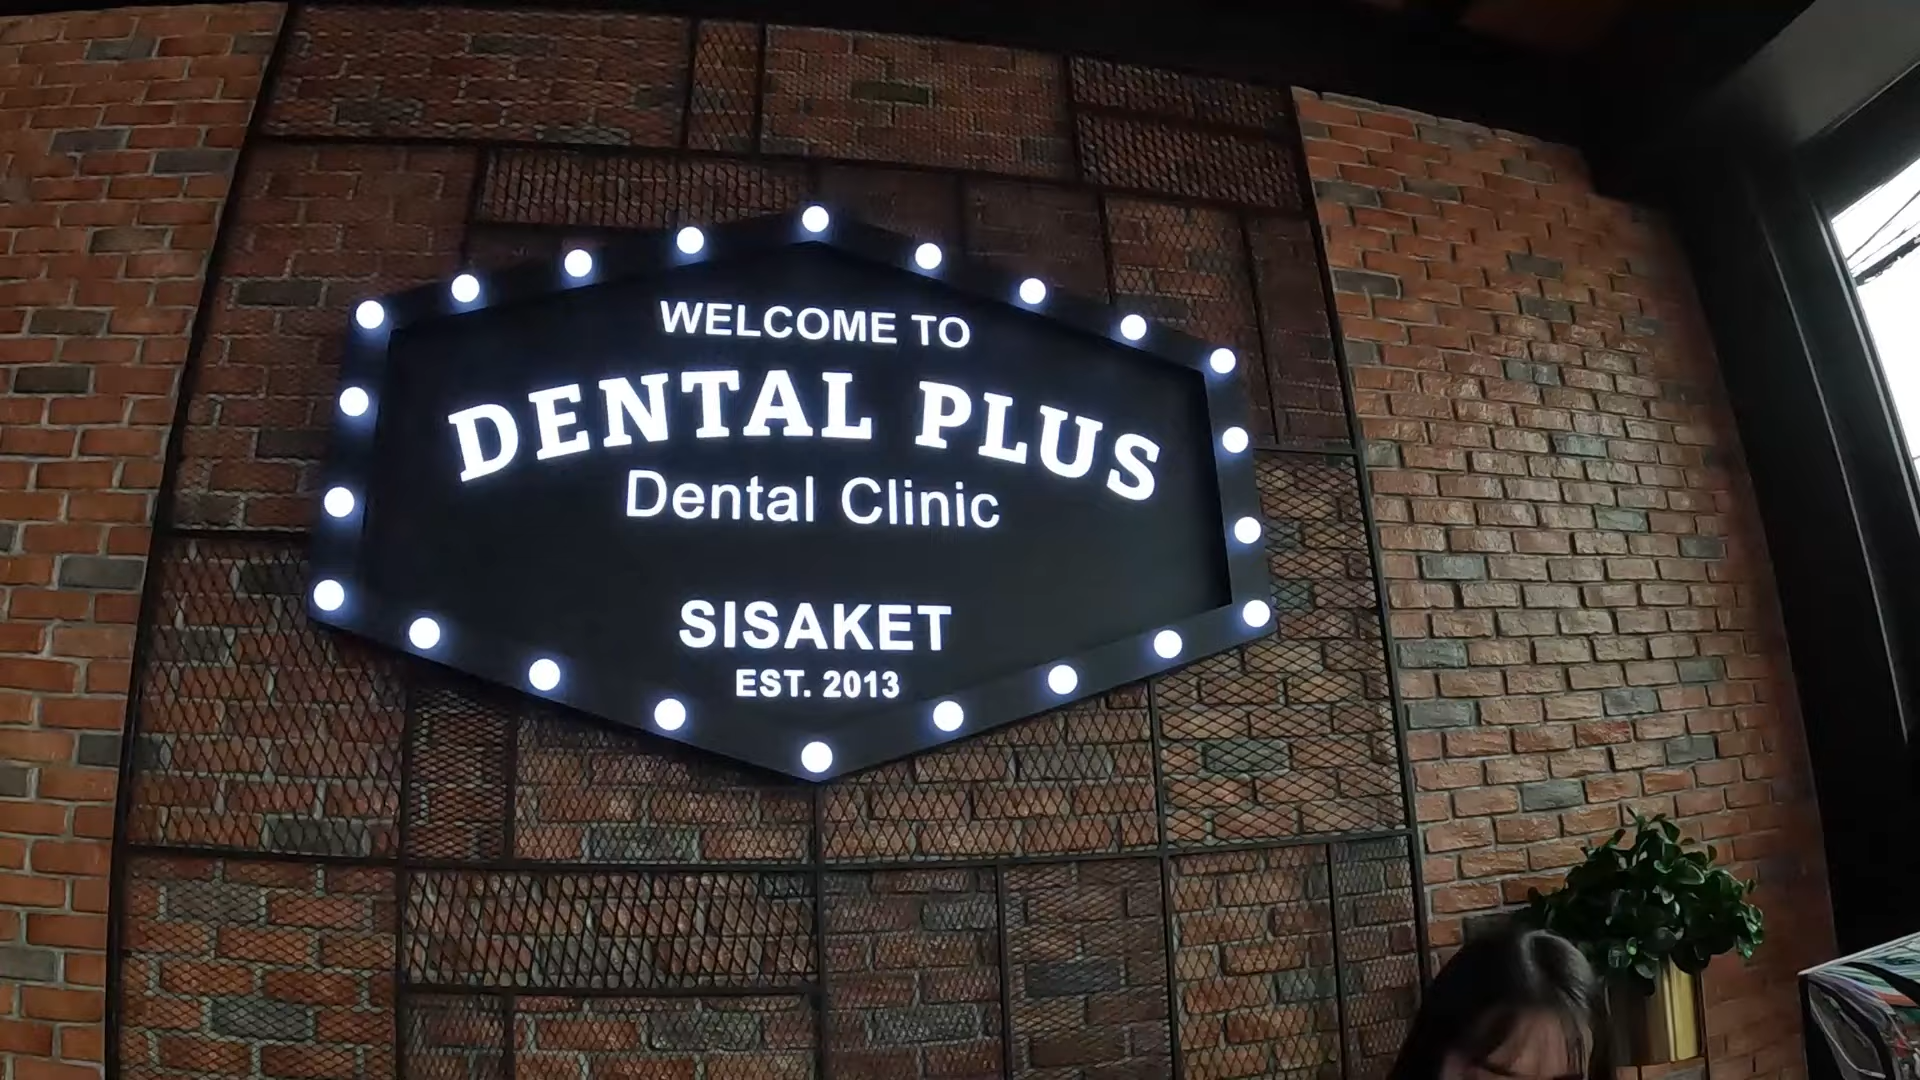 WELCOME TO
DENTAL PLUS
Dental Clinic
SISAKET
EST. 2013